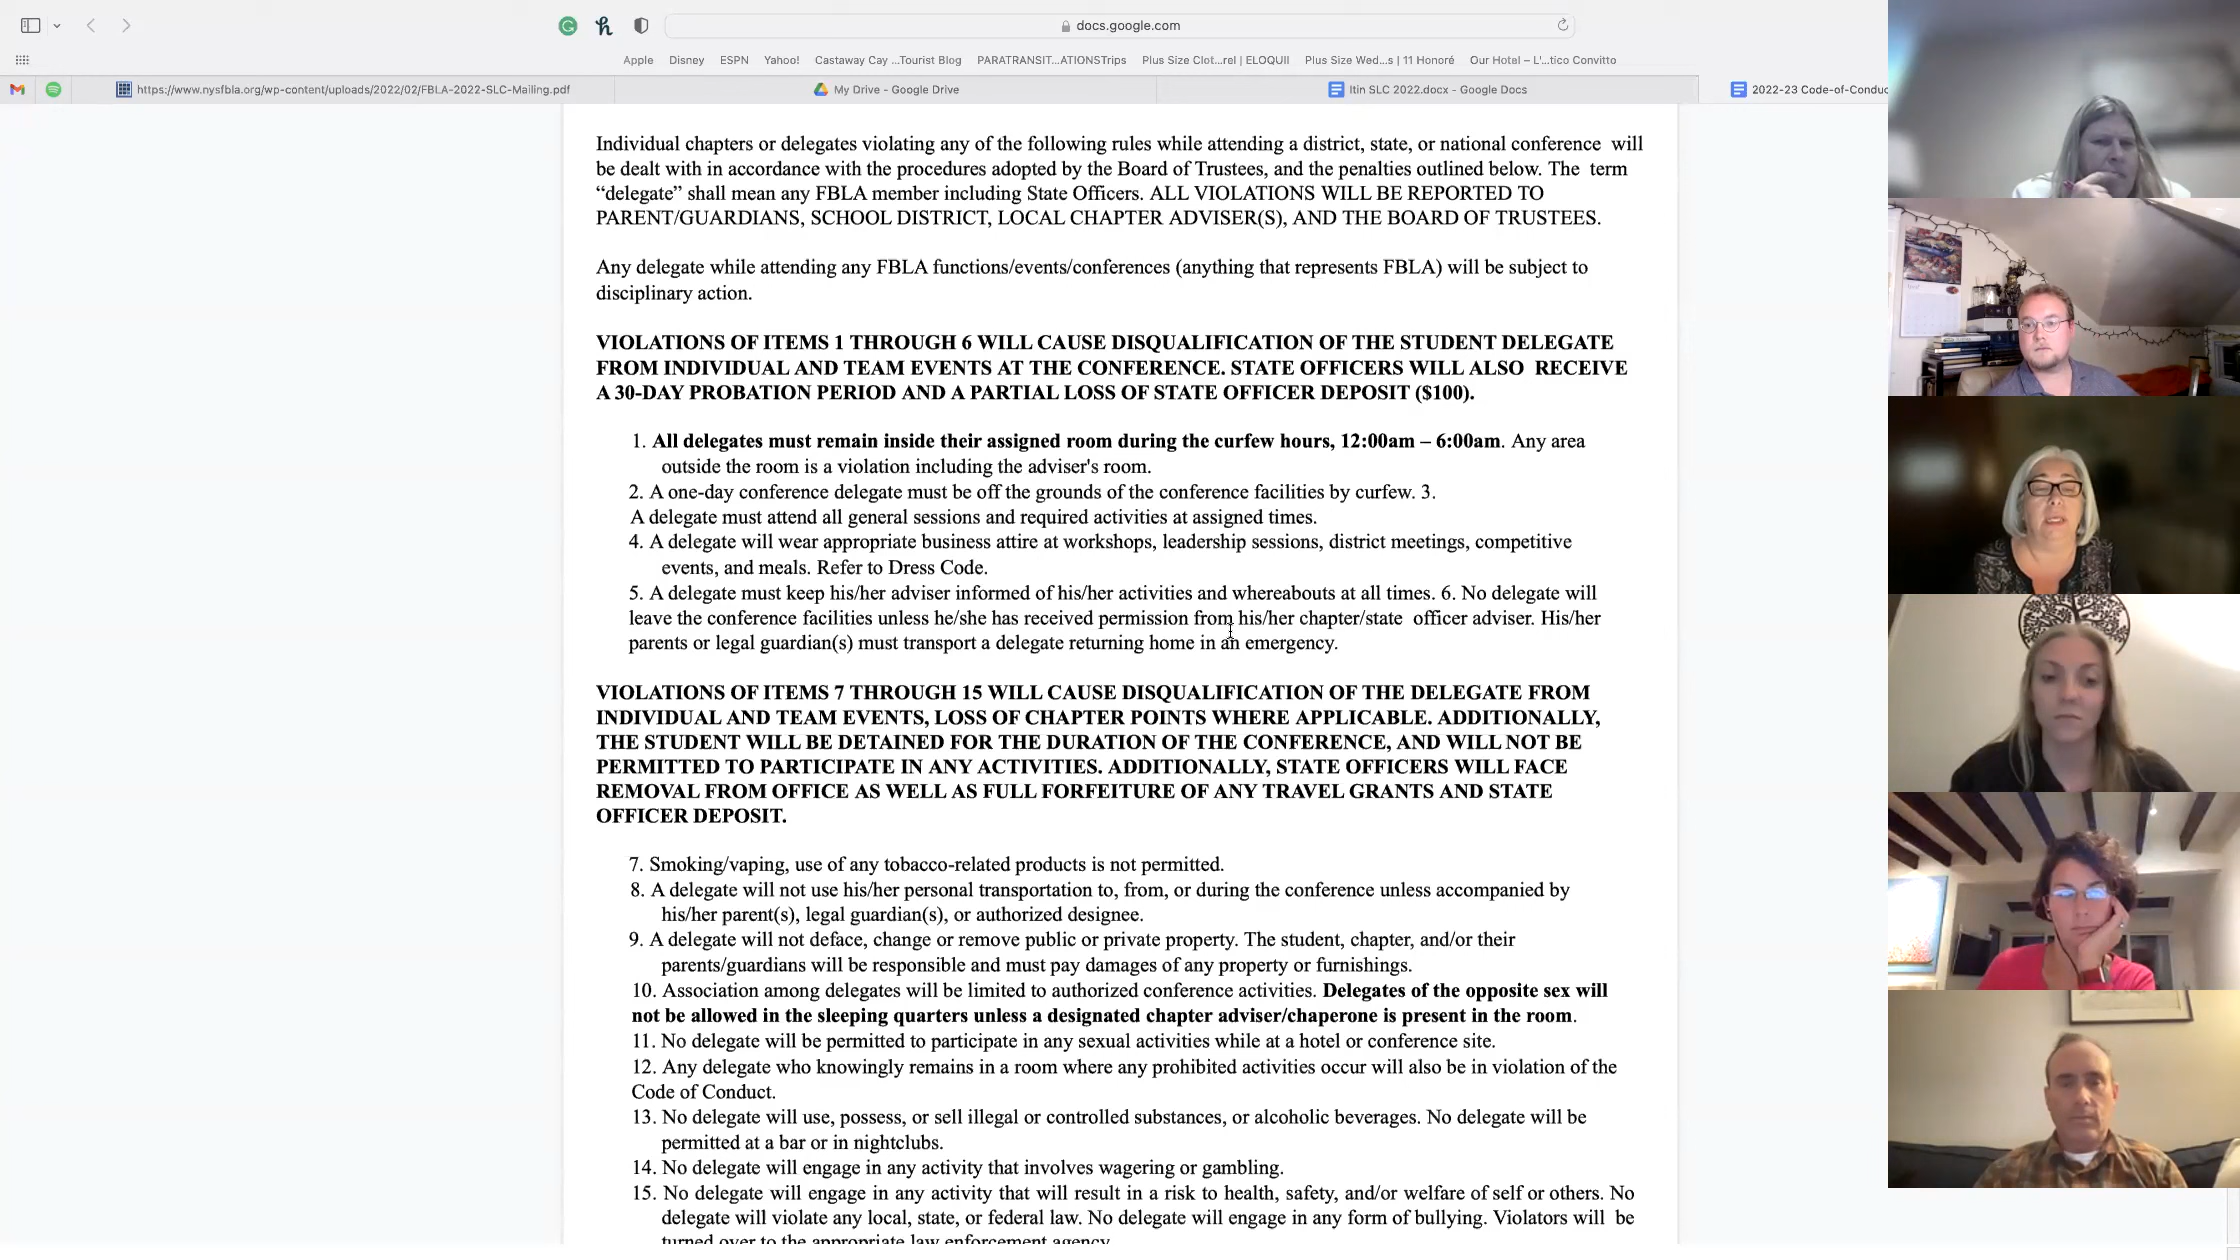 docs.google.com
Apple Disney ESPN Yahoo! Castaway Cay ...Tourist Blog PARATRANSIT...ATIONSTrips Plus Size Clot...rel | ELOQUII Plus Size Wed...s | 11 Honoré Our Hotel – L'...tico Convitto
https://www.nysfbla.org/wp-content/uploads/2022/02/FBLA-2022-SLC-Mailing.pdf My Drive - Google Drive Itin SLC 2022.docx - Google Docs 2022-23 Code-of-Conduc
Individual chapters or delegates violating any of the following rules while attending a district, state, or national conference will
be dealt with in accordance with the procedures adopted by the Board of Trustees, and the penalties outlined below. The term
“delegate” shall mean any FBLA member including State Officers. ALL VIOLATIONS WILL BE REPORTED TO
PARENT/GUARDIANS, SCHOOL DISTRICT, LOCAL CHAPTER ADVISER(S), AND THE BOARD OF TRUSTEES.
Any delegate while attending any FBLA functions/events/conferences (anything that represents FBLA) will be subject to
disciplinary action.
VIOLATIONS OF ITEMS 1 THROUGH 6 WILL CAUSE DISQUALIFICATION OF THE STUDENT DELEGATE
FROM INDIVIDUAL AND TEAM EVENTS AT THE CONFERENCE. STATE OFFICERS WILL ALSO RECEIVE
A 30-DAY PROBATION PERIOD AND A PARTIAL LOSS OF STATE OFFICER DEPOSIT ($100).
1. All delegates must remain inside their assigned room during the curfew hours, 12:00am – 6:00am. Any area
outside the room is a violation including the adviser's room.
2. A one-day conference delegate must be off the grounds of the conference facilities by curfew. 3.
A delegate must attend all general sessions and required activities at assigned times.
4. A delegate will wear appropriate business attire at workshops, leadership sessions, district meetings, competitive
events, and meals. Refer to Dress Code.
5. A delegate must keep his/her adviser informed of his/her activities and whereabouts at all times. 6. No delegate will
leave the conference facilities unless he/she has received permission from his/her chapter/state officer adviser. His/her
parents or legal guardian(s) must transport a delegate returning home in an emergency.
VIOLATIONS OF ITEMS 7 THROUGH 15 WILL CAUSE DISQUALIFICATION OF THE DELEGATE FROM
INDIVIDUAL AND TEAM EVENTS, LOSS OF CHAPTER POINTS WHERE APPLICABLE. ADDITIONALLY,
THE STUDENT WILL BE DETAINED FOR THE DURATION OF THE CONFERENCE, AND WILL NOT BE
PERMITTED TO PARTICIPATE IN ANY ACTIVITIES. ADDITIONALLY, STATE OFFICERS WILL FACE
REMOVAL FROM OFFICE AS WELL AS FULL FORFEITURE OF ANY TRAVEL GRANTS AND STATE
OFFICER DEPOSIT.
7. Smoking/vaping, use of any tobacco-related products is not permitted.
8. A delegate will not use his/her personal transportation to, from, or during the conference unless accompanied by
his/her parent(s), legal guardian(s), or authorized designee.
9. A delegate will not deface, change or remove public or private property. The student, chapter, and/or their
parents/guardians will be responsible and must pay damages of any property or furnishings.
10. Association among delegates will be limited to authorized conference activities. Delegates of the opposite sex will
not be allowed in the sleeping quarters unless a designated chapter adviser/chaperone is present in the room.
11. No delegate will be permitted to participate in any sexual activities while at a hotel or conference site.
12. Any delegate who knowingly remains in a room where any prohibited activities occur will also be in violation of the
Code of Conduct.
13. No delegate will use, possess, or sell illegal or controlled substances, or alcoholic beverages. No delegate will be
permitted at a bar or in nightclubs.
14. No delegate will engage in any activity that involves wagering or gambling.
15. No delegate will engage in any activity that will result in a risk to health, safety, and/or welfare of self or others. No
delegate will violate any local, state, or federal law. No delegate will engage in any form of bullying. Violators will be
turned over to the appropriate law enforcement agency.